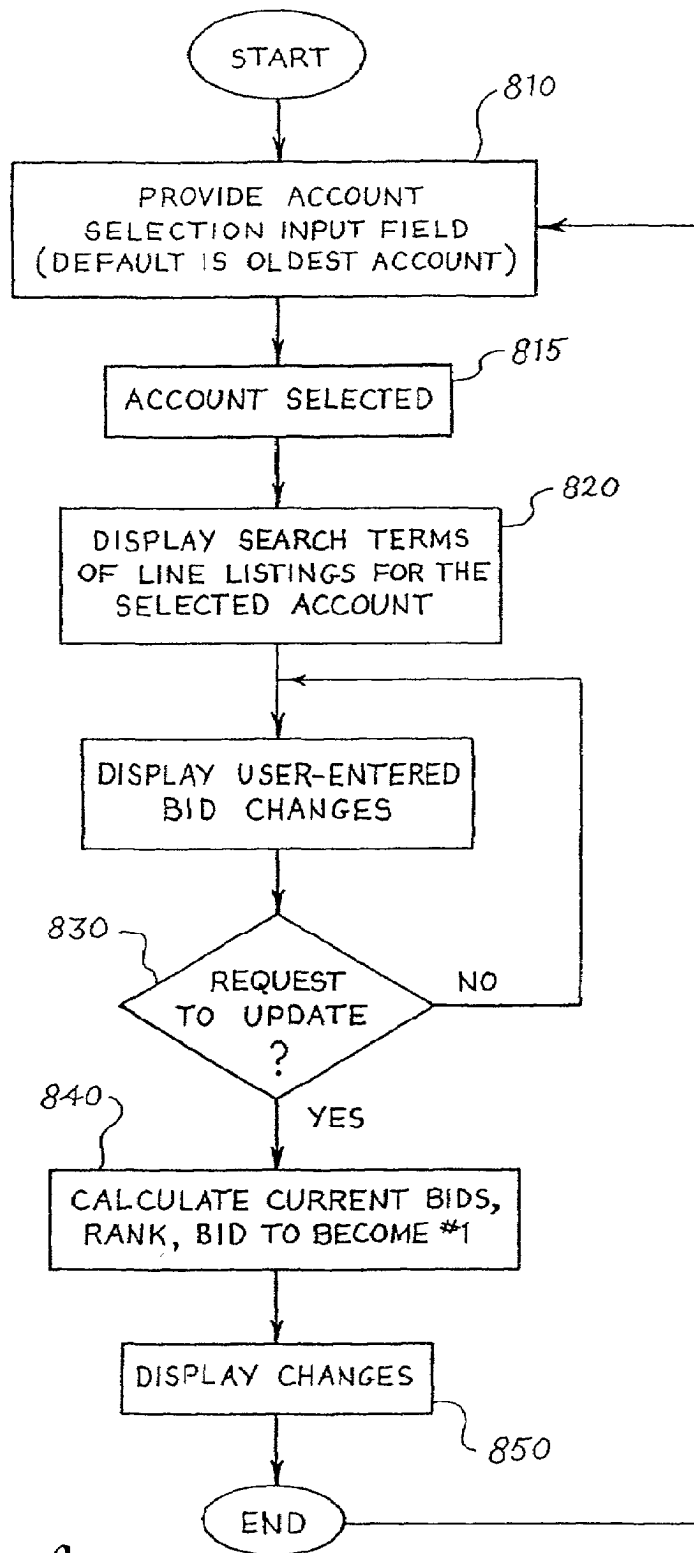 START
810
PROVIDE ACCOUNT
SELECTION INPUT FIELD
(DEFAULT IS OLDEST ACCOUNT)
815
ACCOUNT SELECTED
820
DISPLAY SEARCH TERMS
OF LINE LISTINGS FOR THE
SELECTED ACCOUNT
DISPLAY USER-ENTERED
BID CHANGES
830
REQUEST
TO UPDATE
?
NO
YES
840
CALCULATE CURRENT BIDS,
RANK, BID TO BECOME #1
DISPLAY CHANGES
850
END